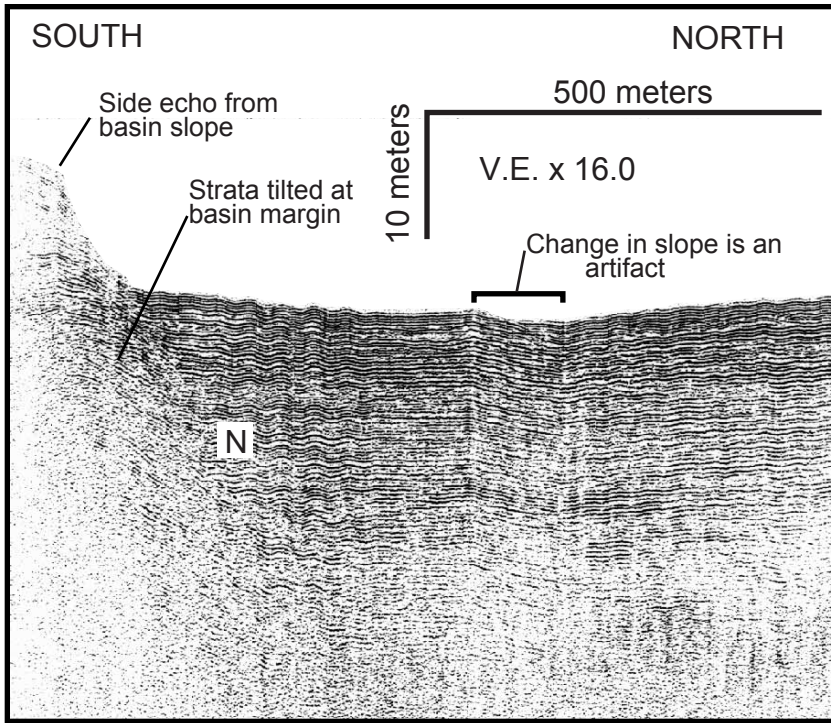 SOUTH
NORTH
Side echo from
basin slope
500 meters
10 meters
V.E. x 16.0
Strata tilted at
basin margin
Change in slope is an
artifact
N